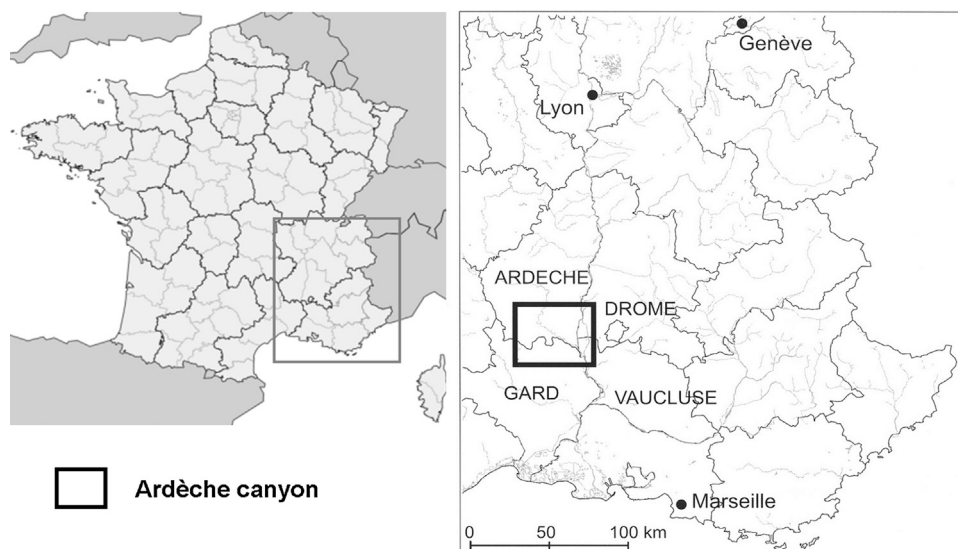 Genève
Lyon
ARDECHE
DROME
GARD
VAUCLUSE
Ardèche canyon
Marseille
0 50 100 km